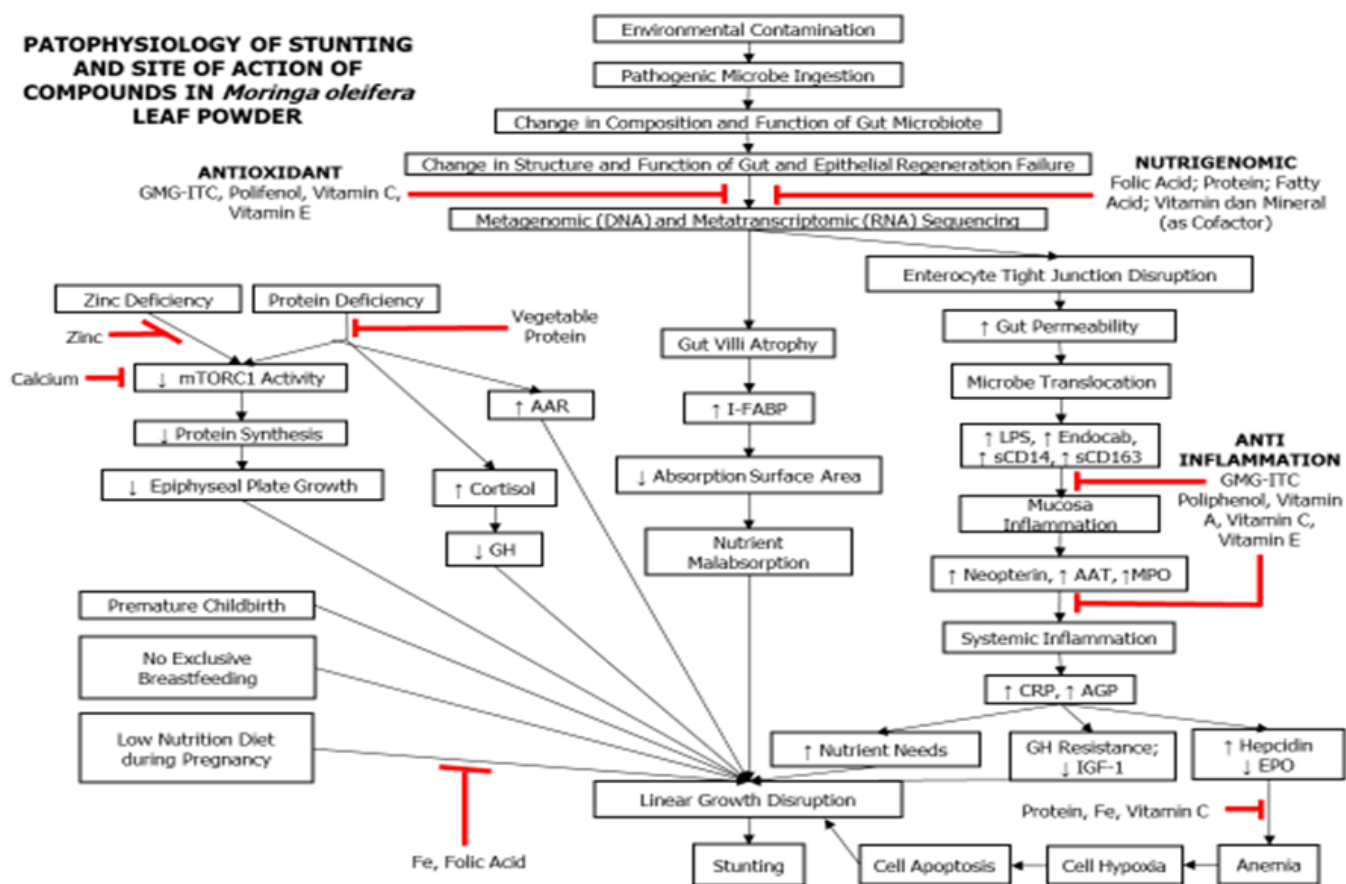 PATOPHYSIOLOGY OF STUNTING
AND SITE OF ACTION OF
COMPOUNDS IN Moringa oleifera
LEAF POWDER
Environmental Contamination
Pathogenic Microbe Ingestion
Change in Composition and Function of Gut Microbiote
Change in Structure and Function of Gut and Epithelial Regeneration Failure
ANTIOXIDANT
GMG-ITC, Polifenol, Vitamin C,
Vitamin E
NUTRIGENOMIC
Folic Acid; Protein; Fatty
Acid; Vitamin dan Mineral
(as Cofactor)
Metagenomic (DNA) and Metatranscriptomic (RNA) Sequencing
Zinc Deficiency
Protein Deficiency
Enterocyte Tight Junction Disruption
Zinc
Vegetable
Protein
↑ Gut Permeability
Gut Villi Atrophy
Calcium
↓ mTORC1 Activity
Microbe Translocation
↑ AAR
↑ I-FABP
↓ Protein Synthesis
↑ LPS, ↑ Endocab,
↑ sCD14, ↑ sCD163
ANTI
INFLAMMATION
GMG-ITC
Poliphenol, Vitamin
A, Vitamin C,
Vitamin E
↓ Epiphyseal Plate Growth
↑ Cortisol
↓ Absorption Surface Area
Mucosa
Inflammation
↓ GH
Nutrient
Malabsorption
↑ Neopterin, ↑ AAT, ↑MPO
Premature Childbirth
Systemic Inflammation
No Exclusive
Breastfeeding
↑ CRP, ↑ AGP
Low Nutrition Diet
during Pregnancy
↑ Nutrient Needs
GH Resistance;
↓ IGF-1
↑ Hepcidin
↓ EPO
Linear Growth Disruption
Protein, Fe, Vitamin C
Fe, Folic Acid
Stunting
Cell Apoptosis
Cell Hypoxia
Anemia